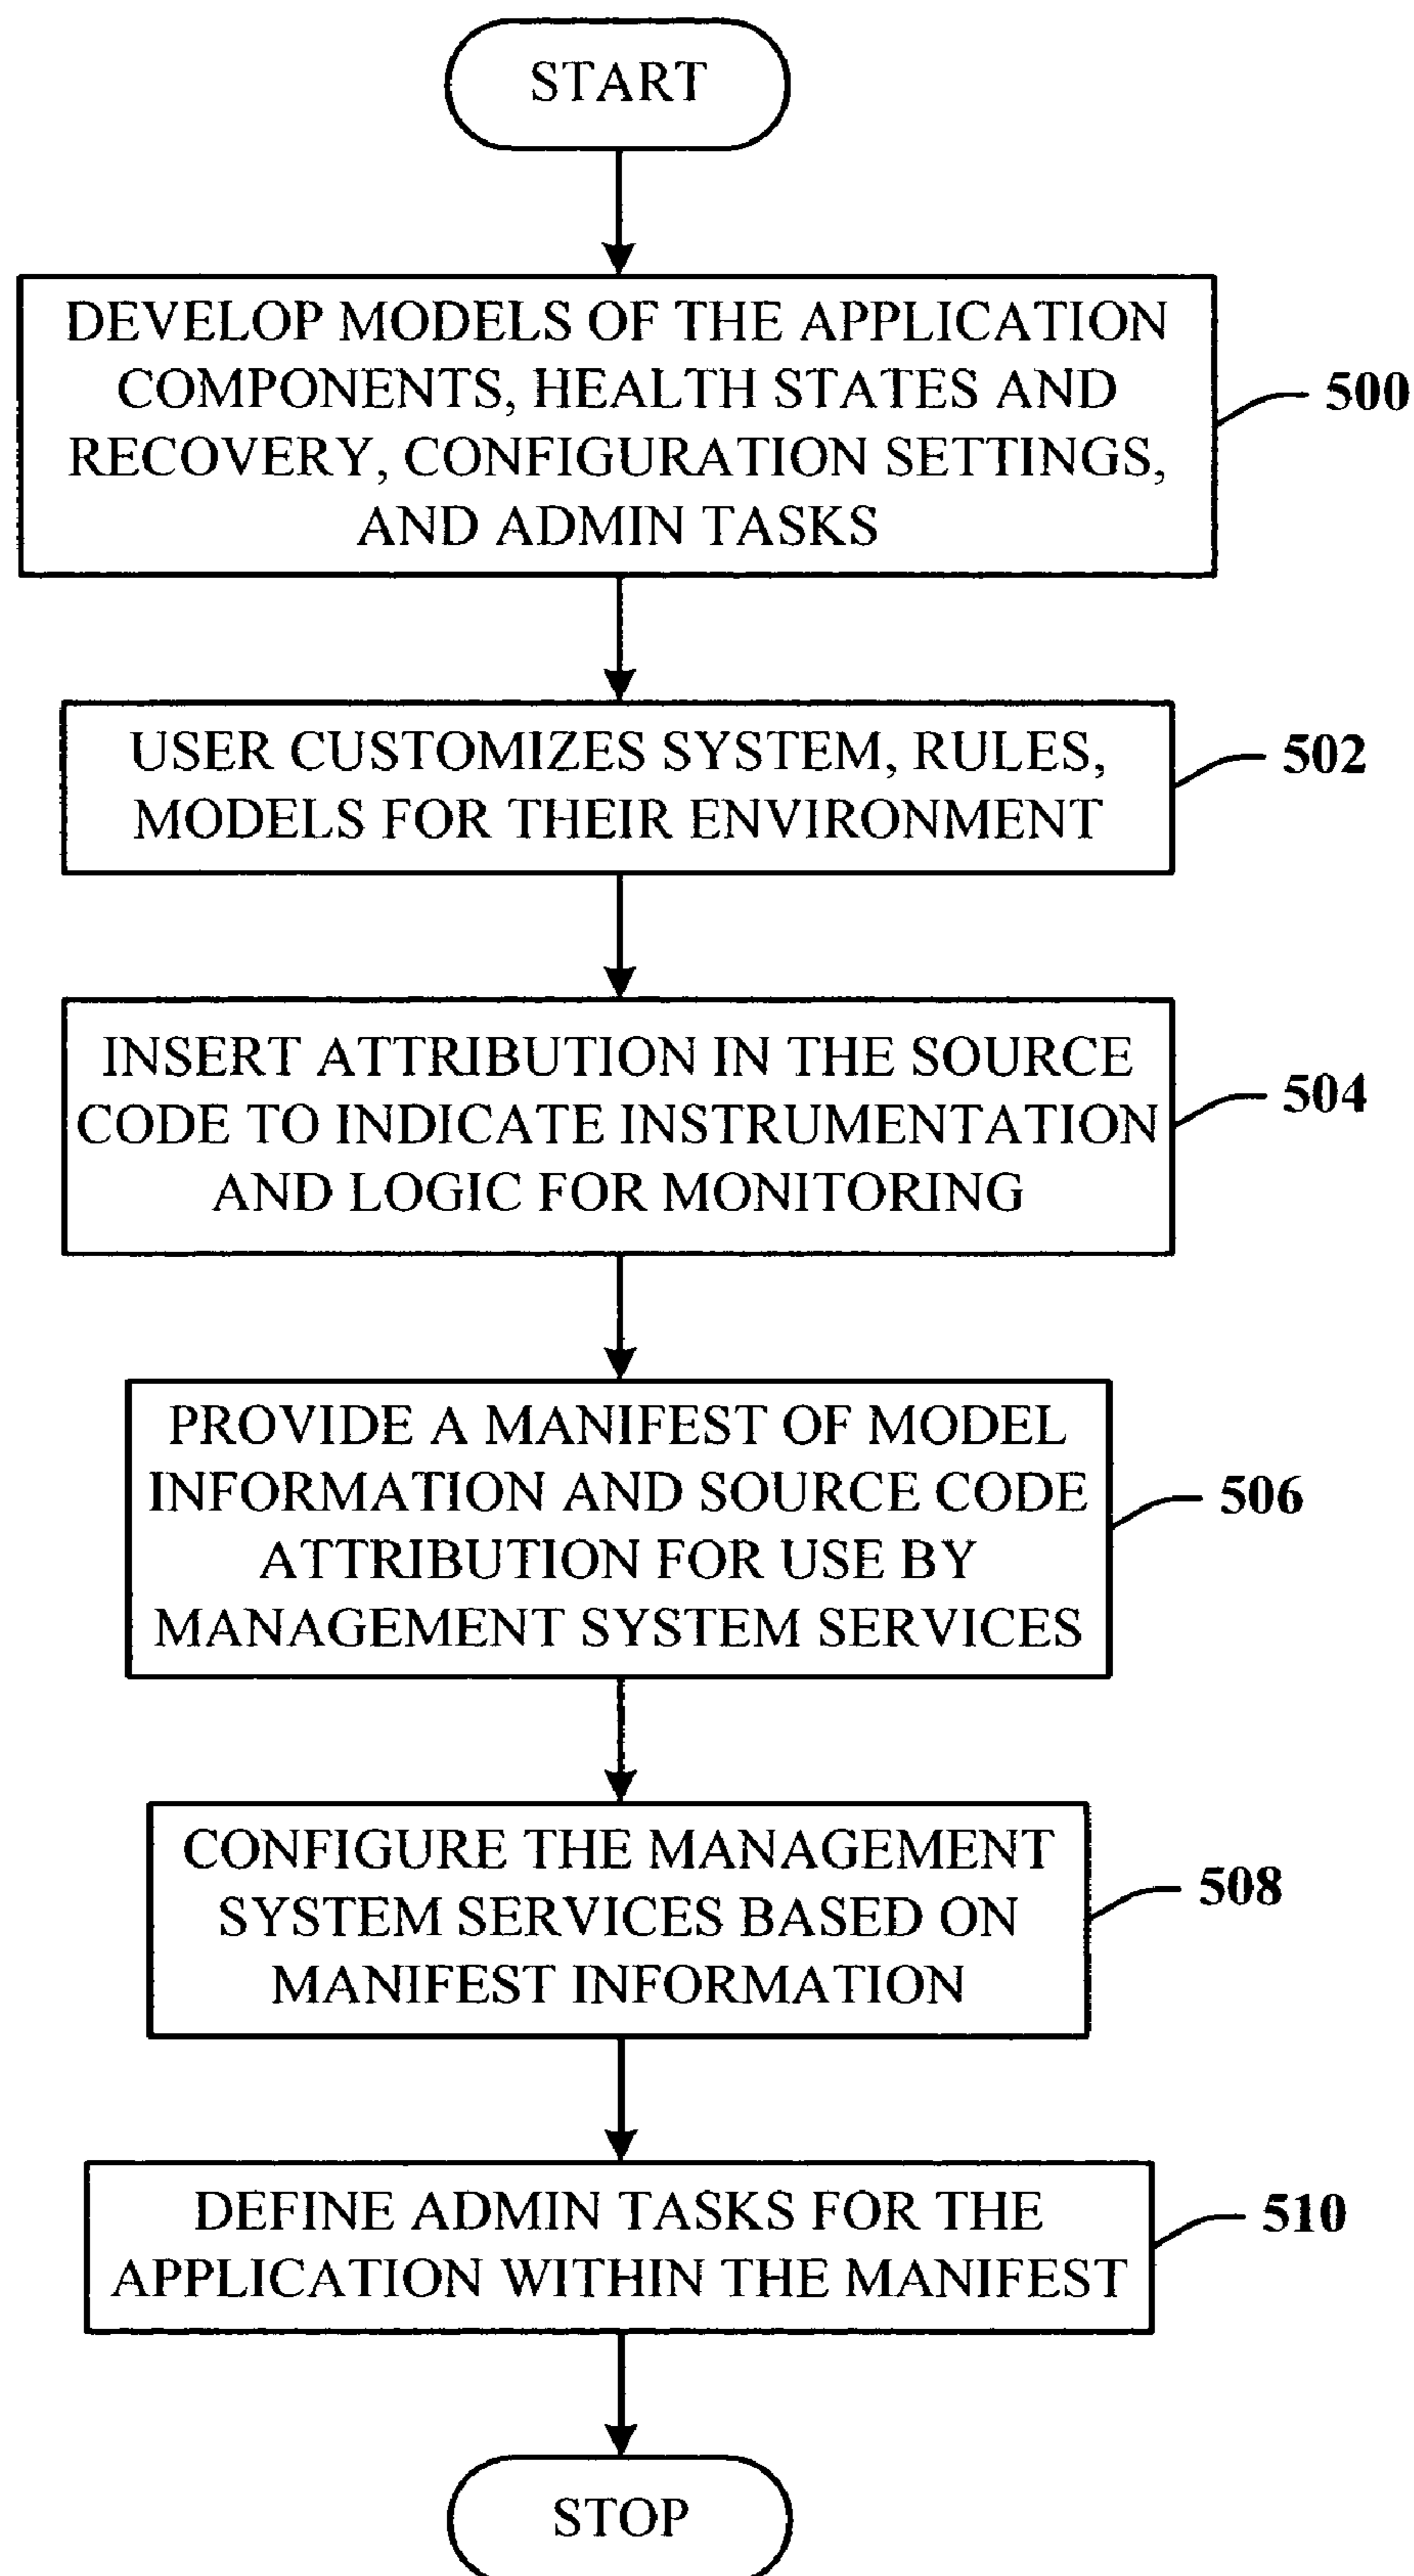 START
DEVELOP MODELS OF THE APPLICATION
COMPONENTS, HEALTH STATES AND
RECOVERY, CONFIGURATION SETTINGS,
AND ADMIN TASKS
500
USER CUSTOMIZES SYSTEM, RULES,
MODELS FOR THEIR ENVIRONMENT
502
INSERT ATTRIBUTION IN THE SOURCE
CODE TO INDICATE INSTRUMENTATION
AND LOGIC FOR MONITORING
504
PROVIDE A MANIFEST OF MODEL
INFORMATION AND SOURCE CODE
ATTRIBUTION FOR USE BY
MANAGEMENT SYSTEM SERVICES
506
CONFIGURE THE MANAGEMENT
SYSTEM SERVICES BASED ON
MANIFEST INFORMATION
508
DEFINE ADMIN TASKS FOR THE
APPLICATION WITHIN THE MANIFEST
510
STOP